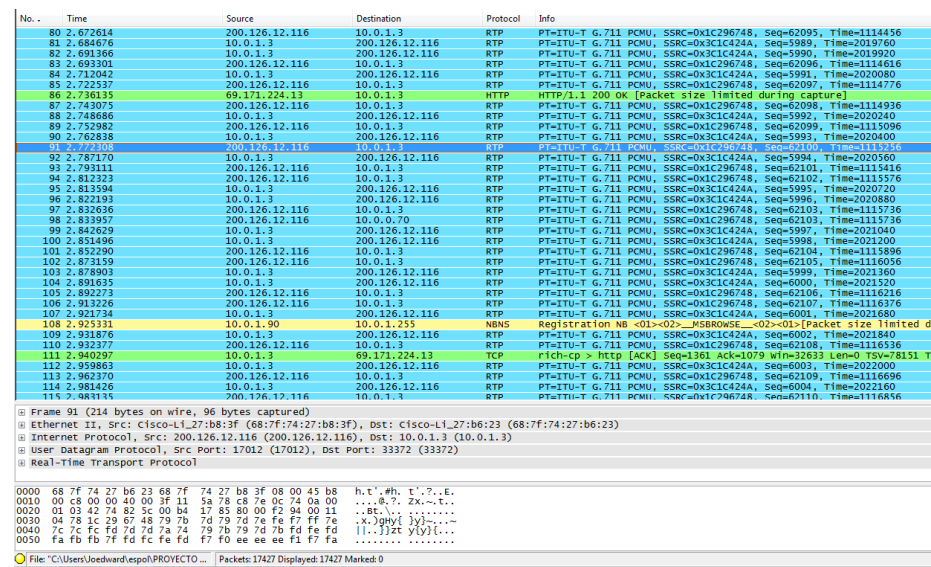 No. . Time Source Destination Protocol Info
80 2.672614 200.126.12.116 10.0.1.3 RTP PT=ITU-T G.711 PCMU, SSRC=0x1C296748, Seq=62095, Time=1114456
81 2.684676 10.0.1.3 200.126.12.116 RTP PT=ITU-T G.711 PCMU, SSRC=0x3C1C424A, Seq=5989, Time=2019760
82 2.691366 10.0.1.3 200.126.12.116 RTP PT=ITU-T G.711 PCMU, SSRC=0x3C1C424A, Seq=5990, Time=2019920
83 2.693301 200.126.12.116 10.0.1.3 RTP PT=ITU-T G.711 PCMU, SSRC=0x1C296748, Seq=62096, Time=1114616
84 2.712042 10.0.1.3 200.126.12.116 RTP PT=ITU-T G.711 PCMU, SSRC=0x3C1C424A, Seq=5991, Time=2020080
85 2.722537 200.126.12.116 10.0.1.3 RTP PT=ITU-T G.711 PCMU, SSRC=0x1C296748, Seq=62097, Time=1114776
86 2.736135 69.171.224.13 10.0.1.3 HTTP HTTP/1.1 200 OK [Packet size limited during capture]
87 2.743075 200.126.12.116 10.0.1.3 RTP PT=ITU-T G.711 PCMU, SSRC=0x1C296748, Seq=62098, Time=1114936
88 2.748686 10.0.1.3 200.126.12.116 RTP PT=ITU-T G.711 PCMU, SSRC=0x3C1C424A, Seq=5992, Time=2020240
89 2.752982 200.126.12.116 10.0.1.3 RTP PT=ITU-T G.711 PCMU, SSRC=0x1C296748, Seq=62099, Time=1115096
90 2.762838 10.0.1.3 200.126.12.116 RTP PT=ITU-T G.711 PCMU, SSRC=0x3C1C424A, Seq=5993, Time=2020400
91 2.772308 200.126.12.116 10.0.1.3 RTP PT=ITU-T G.711 PCMU, SSRC=0x1C296748, Seq=62100, Time=1115256
92 2.787170 10.0.1.3 200.126.12.116 RTP PT=ITU-T G.711 PCMU, SSRC=0x3C1C424A, Seq=5994, Time=2020560
93 2.793111 200.126.12.116 10.0.1.3 RTP PT=ITU-T G.711 PCMU, SSRC=0x1C296748, Seq=62101, Time=1115416
94 2.812323 200.126.12.116 10.0.1.3 RTP PT=ITU-T G.711 PCMU, SSRC=0x1C296748, Seq=62102, Time=1115576
95 2.813594 10.0.1.3 200.126.12.116 RTP PT=ITU-T G.711 PCMU, SSRC=0x3C1C424A, Seq=5995, Time=2020720
96 2.822193 10.0.1.3 200.126.12.116 RTP PT=ITU-T G.711 PCMU, SSRC=0x3C1C424A, Seq=5996, Time=2020880
97 2.832636 200.126.12.116 10.0.1.3 RTP PT=ITU-T G.711 PCMU, SSRC=0x1C296748, Seq=62103, Time=1115736
98 2.833957 200.126.12.116 10.0.0.70 RTP PT=ITU-T G.711 PCMU, SSRC=0x1C296748, Seq=62103, Time=1115736
99 2.842629 10.0.1.3 200.126.12.116 RTP PT=ITU-T G.711 PCMU, SSRC=0x3C1C424A, Seq=5997, Time=2021040
100 2.851496 10.0.1.3 200.126.12.116 RTP PT=ITU-T G.711 PCMU, SSRC=0x3C1C424A, Seq=5998, Time=2021200
101 2.852290 200.126.12.116 10.0.1.3 RTP PT=ITU-T G.711 PCMU, SSRC=0x1C296748, Seq=62104, Time=1115896
102 2.873159 200.126.12.116 10.0.1.3 RTP PT=ITU-T G.711 PCMU, SSRC=0x1C296748, Seq=62105, Time=1116056
103 2.878903 10.0.1.3 200.126.12.116 RTP PT=ITU-T G.711 PCMU, SSRC=0x3C1C424A, Seq=5999, Time=2021360
104 2.891635 10.0.1.3 200.126.12.116 RTP PT=ITU-T G.711 PCMU, SSRC=0x3C1C424A, Seq=6000, Time=2021520
105 2.892273 200.126.12.116 10.0.1.3 RTP PT=ITU-T G.711 PCMU, SSRC=0x1C296748, Seq=62106, Time=1116216
106 2.913226 200.126.12.116 10.0.1.3 RTP PT=ITU-T G.711 PCMU, SSRC=0x1C296748, Seq=62107, Time=1116376
107 2.921734 10.0.1.3 200.126.12.116 RTP PT=ITU-T G.711 PCMU, SSRC=0x3C1C424A, Seq=6001, Time=2021680
108 2.925331 10.0.1.90 10.0.1.255 NBNS Registration NB <01><02>__MSBROWSE__<02><01>[Packet size limited d
109 2.931876 10.0.1.3 200.126.12.116 RTP PT=ITU-T G.711 PCMU, SSRC=0x3C1C424A, Seq=6002, Time=2021840
110 2.932377 200.126.12.116 10.0.1.3 RTP PT=ITU-T G.711 PCMU, SSRC=0x1C296748, Seq=62108, Time=1116536
111 2.940297 10.0.1.3 69.171.224.13 TCP rich-cp > http [ACK] Seq=1361 Ack=1079 Win=32633 Len=0 TSV=78151 T
112 2.959863 10.0.1.3 200.126.12.116 RTP PT=ITU-T G.711 PCMU, SSRC=0x3C1C424A, Seq=6003, Time=2022000
113 2.962370 200.126.12.116 10.0.1.3 RTP PT=ITU-T G.711 PCMU, SSRC=0x1C296748, Seq=62109, Time=1116696
114 2.981426 10.0.1.3 200.126.12.116 RTP PT=ITU-T G.711 PCMU, SSRC=0x3C1C424A, Seq=6004, Time=2022160
115 2.983135 200.126.12.116 10.0.1.3 RTP PT=ITU-T G.711 PCMU, SSRC=0x1C296748, Seq=62110, Time=1116856
Frame 91 (214 bytes on wire, 96 bytes captured)
Ethernet II, Src: Cisco-Li_27:b8:3f (68:7f:74:27:b8:3f), Dst: Cisco-Li_27:b6:23 (68:7f:74:27:b6:23)
Internet Protocol, Src: 200.126.12.116 (200.126.12.116), Dst: 10.0.1.3 (10.0.1.3)
User Datagram Protocol, Src Port: 17012 (17012), Dst Port: 33372 (33372)
Real-Time Transport Protocol
0000 68 7f 74 27 b6 23 68 7f 74 27 b8 3f 08 00 45 b8 h.t'.#h. t'.?..E.
0010 00 c8 00 00 40 00 3f 11 5a 78 c8 7e 0c 74 0a 00 ....@.?. Zx.~.t..
0020 01 03 42 74 82 5c 00 b4 17 85 80 00 f2 94 00 11 ..Bt.\.. ........
0030 04 78 1c 29 67 48 79 7b 7d 79 7d 7e fe f7 ff 7e .x.)gHy{ }y}~...~
0040 7c 7c fc fd 7d 7d 7a 74 79 7b 79 7d 7b fd fe fd ||..}}zt y{y}{...
0050 fa fb fb 7f fd fc fe fd f7 f0 ee ee ee f1 f7 fa ........ ........
File: "C:\Users\Joedward\espol\PROYECTO ... Packets: 17427 Displayed: 17427 Marked: 0